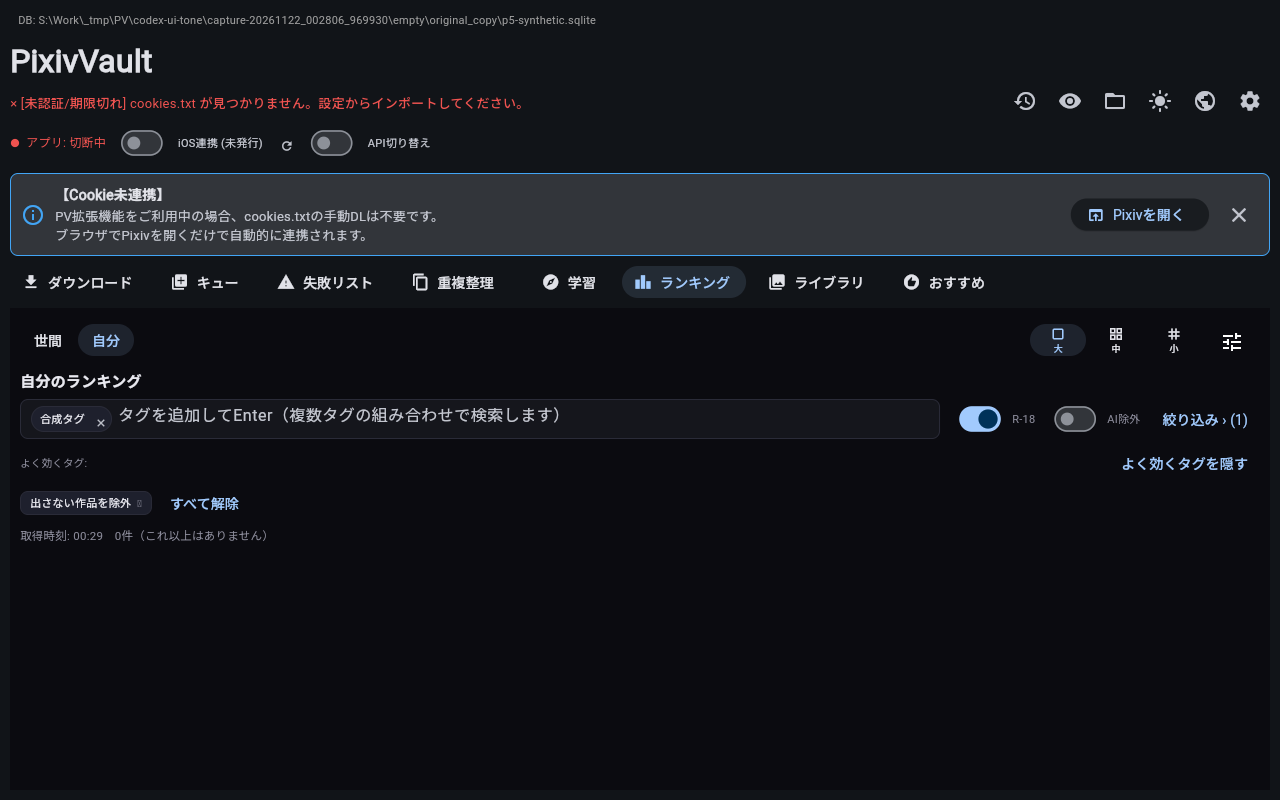 DB: S:\Work\_tmp\PV\codex-ui-tone\capture-20261122_002806_969930\empty\original_copy\p5-synthetic.sqlite
PixivVault
× [未認証/期限切れ] cookies.txt が見つかりません。設定からインポートしてください。
アプリ: 切断中 iOS連携 (未発行) API切り替え
【Cookie未連携】
PV拡張機能をご利用中の場合、cookies.txtの手動DLは不要です。
ブラウザでPixivを開くだけで自動的に連携されます。
Pixivを開く
ダウンロード キュー 失敗リスト 重複整理 学習 ランキング ライブラリ おすすめ
世間 自分 大 中 小
自分のランキング
合成タグ × タグを追加してEnter（複数タグの組み合わせで検索します） R-18 AI除外 絞り込み › (1)
よく効くタグ: よく効くタグを隠す
出さない作品を除外 すべて解除
取得時刻: 00:29 0件（これ以上はありません）